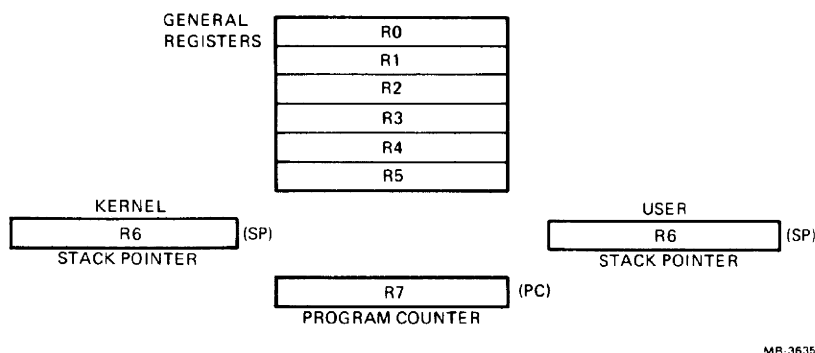 GENERAL
REGISTERS
R0
R1
R2
R3
R4
R5
KERNEL
R6 (SP)
STACK POINTER
USER
R6 (SP)
STACK POINTER
R7 (PC)
PROGRAM COUNTER
MR-3635